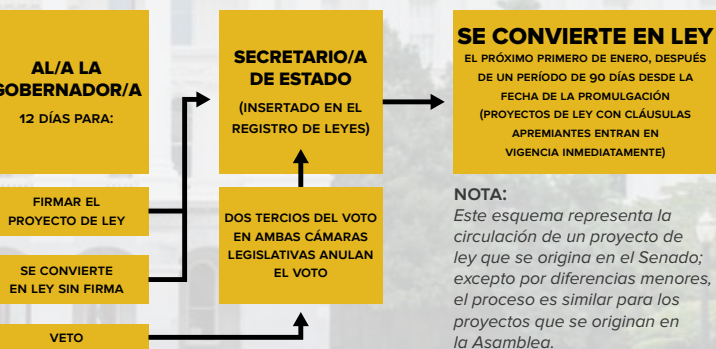 AL/A LA
GOBERNADOR/A
12 DÍAS PARA:
FIRMAR EL
PROYECTO DE LEY
SE CONVIERTE
EN LEY SIN FIRMA
VETO
SECRETARIO/A
DE ESTADO
(INSERTADO EN EL
REGISTRO DE LEYES)
DOS TERCIOS DEL VOTO
EN AMBAS CÁMARAS
LEGISLATIVAS ANULAN
EL VOTO
SE CONVIERTE EN LEY
EL PRÓXIMO PRIMERO DE ENERO, DESPUÉS
DE UN PERÍODO DE 90 DÍAS DESDE LA
FECHA DE LA PROMULGACIÓN
(PROYECTOS DE LEY CON CLÁUSULAS
APREMIANTES ENTRAN EN
VIGENCIA INMEDIATAMENTE)
NOTA:
Este esquema representa la
circulación de un proyecto de
ley que se origina en el Senado;
excepto por diferencias menores,
el proceso es similar para los
proyectos que se originan en
la Asamblea.